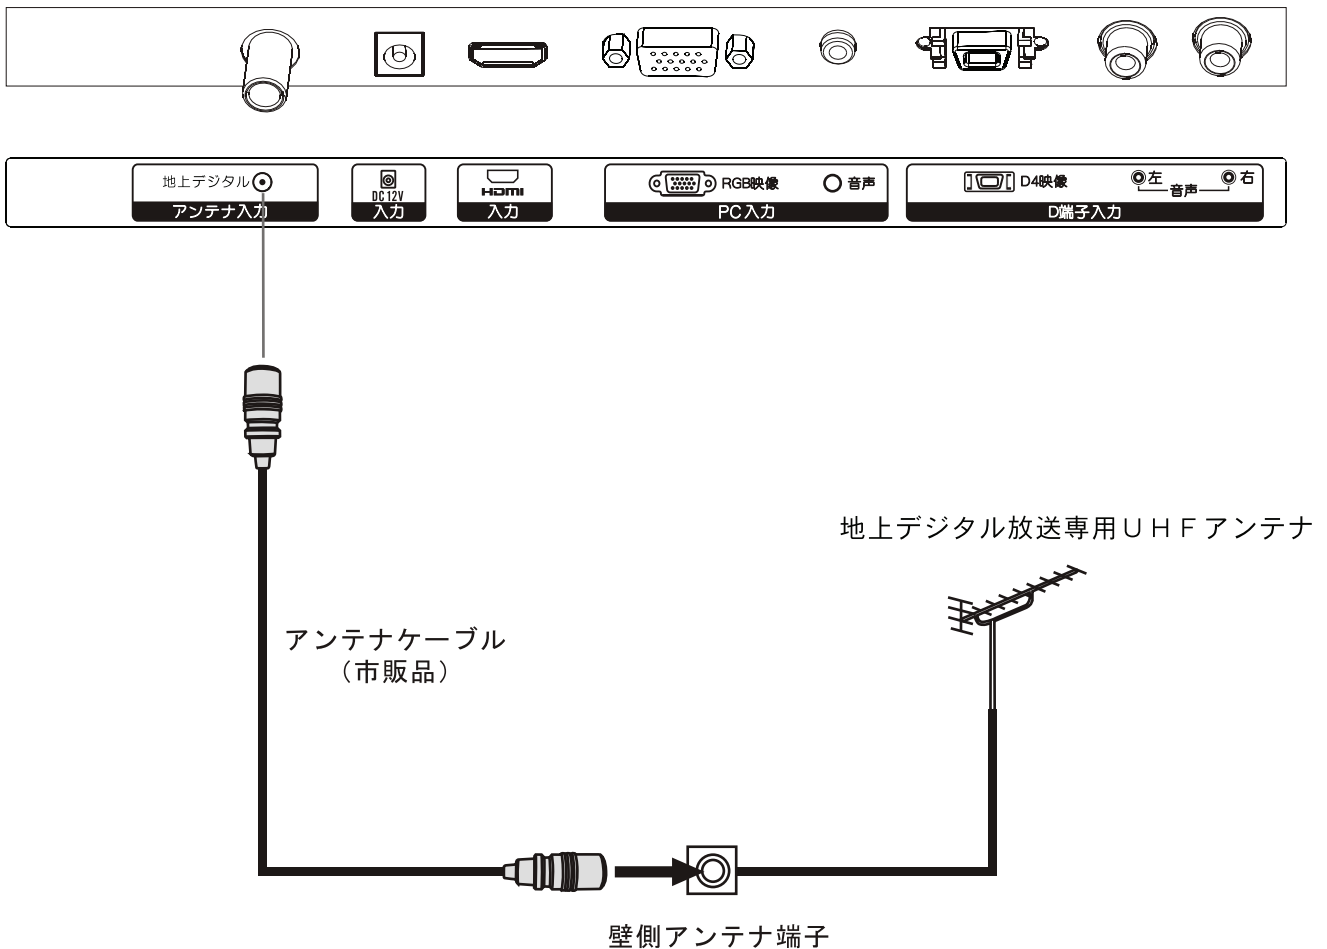 地上デジタル
アンテナ入力
DC12V
入力
HDMI
入力
RGB映像
音声
PC入力
D4映像
左
音声
右
D端子入力
地上デジタル放送専用UHFアンテナ
アンテナケーブル
（市販品）
壁側アンテナ端子